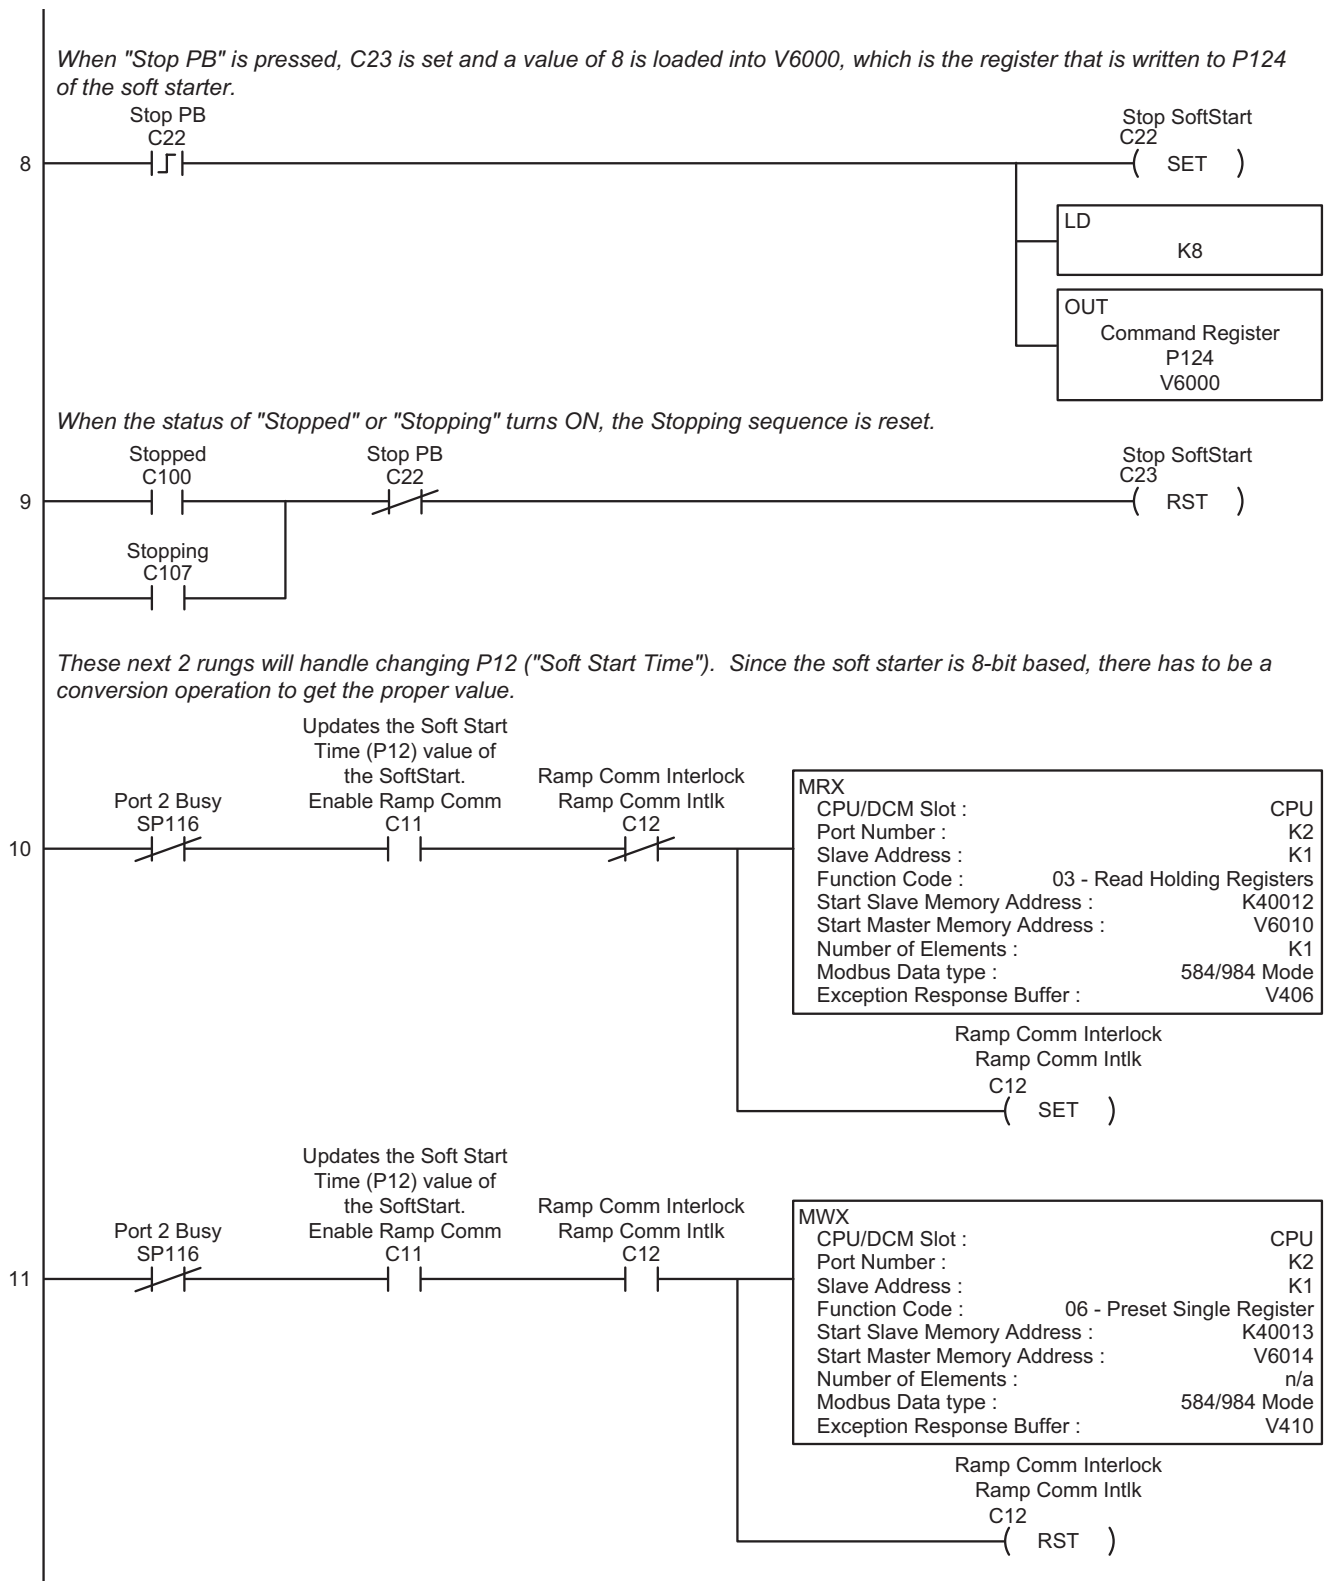 When "Stop PB" is pressed, C23 is set and a value of 8 is loaded into V6000, which is the register that is written to P124
of the soft starter.
Stop PB
C22
Stop SoftStart
C22
8
SET
LD
K8
OUT
Command Register
P124
V6000
When the status of "Stopped" or "Stopping" turns ON, the Stopping sequence is reset.
Stopped
C100
Stop PB
C22
Stop SoftStart
C23
9
RST
Stopping
C107
These next 2 rungs will handle changing P12 ("Soft Start Time"). Since the soft starter is 8-bit based, there has to be a
conversion operation to get the proper value.
Port 2 Busy
SP116
Updates the Soft Start
Time (P12) value of
the SoftStart.
Enable Ramp Comm
C11
Ramp Comm Interlock
Ramp Comm Intlk
C12
10
MRX
CPU/DCM Slot : CPU
Port Number : K2
Slave Address : K1
Function Code : 03 - Read Holding Registers
Start Slave Memory Address : K40012
Start Master Memory Address : V6010
Number of Elements : K1
Modbus Data type : 584/984 Mode
Exception Response Buffer : V406
Ramp Comm Interlock
Ramp Comm Intlk
C12
SET
Port 2 Busy
SP116
Updates the Soft Start
Time (P12) value of
the SoftStart.
Enable Ramp Comm
C11
Ramp Comm Interlock
Ramp Comm Intlk
C12
11
MWX
CPU/DCM Slot : CPU
Port Number : K2
Slave Address : K1
Function Code : 06 - Preset Single Register
Start Slave Memory Address : K40013
Start Master Memory Address : V6014
Number of Elements : n/a
Modbus Data type : 584/984 Mode
Exception Response Buffer : V410
Ramp Comm Interlock
Ramp Comm Intlk
C12
RST